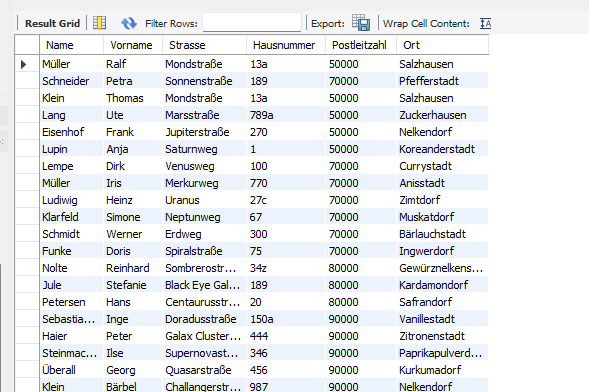 Result Grid Filter Rows: Export: Wrap Cell Content: IA
Name Vorname Strasse Hausnummer Postleitzahl Ort
Müller Ralf Mondstraße 13a 50000 Salzhausen
Schneider Petra Sonnenstraße 189 70000 Pfefferstadt
Klein Thomas Mondstraße 13a 50000 Salzhausen
Lang Ute Marsstraße 789a 50000 Zuckerhausen
Eisenhof Frank Jupiterstraße 270 50000 Nelkendorf
Lupin Anja Saturnweg 1 50000 Koreanderstadt
Lempe Dirk Venusweg 100 70000 Currystadt
Müller Iris Merkurweg 770 70000 Anisstadt
Ludiwig Heinz Uranus 27c 70000 Zimtdorf
Klarfeld Simone Neptunweg 67 70000 Muskatdorf
Schmidt Werner Erdweg 300 70000 Bärlauchstadt
Funke Doris Spiralstraße 75 70000 Ingwerdorf
Nolte Reinhard Sombrerostr... 34z 80000 Gewürznelkens...
Jule Stefanie Black Eye Gal... 189 80000 Kardamondorf
Petersen Hans Centaurusstr... 20 80000 Safrandorf
Sebastia... Inge Doradusstraße 150a 90000 Vanillestadt
Haier Peter Galax Cluster... 444 90000 Zitronenstadt
Steinmac... Ilse Supernovast... 346 90000 Paprikapulverd...
Überall Georg Quasarstraße 456 90000 Kurkumadorf
Klein Bärbel Challangerstr... 987 90000 Nelkendorf